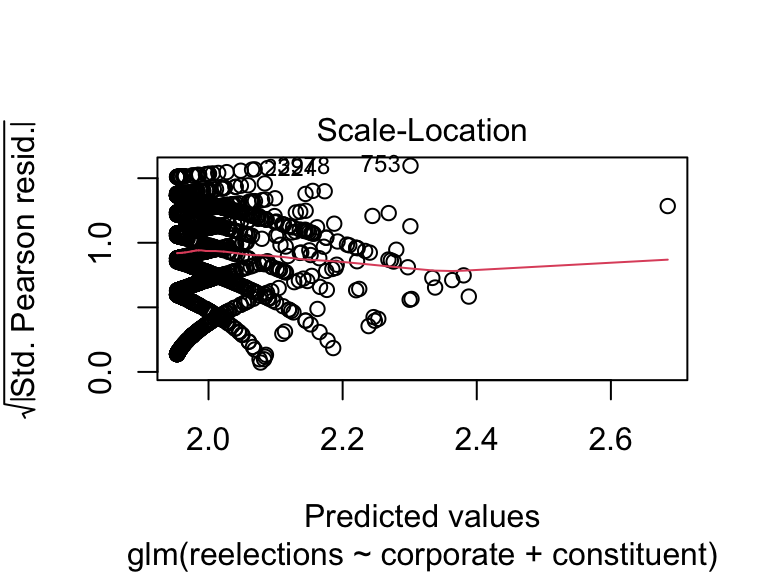 Scale-Location
753
√|Std. Pearson resid.|
0.0
1.0
2.0
2.2
2.4
2.6
Predicted values
glm(reelections ~ corporate + constituent)